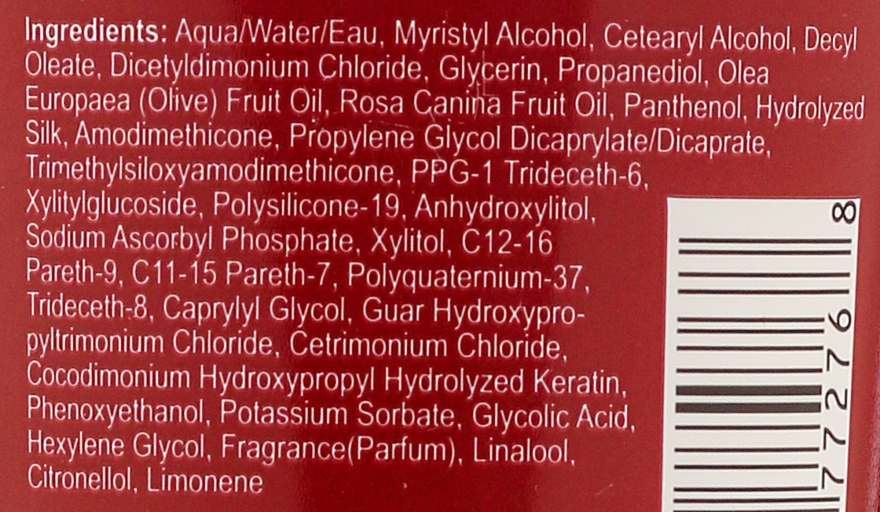 Ingredients: Aqua/Water/Eau, Myristyl Alcohol, Cetearyl Alcohol, Decyl
Oleate, Dicetyldimonium Chloride, Glycerin, Propanediol, Olea
Europaea (Olive) Fruit Oil, Rosa Canina Fruit Oil, Panthenol, Hydrolyzed
Silk, Amodimethicone, Propylene Glycol Dicaprylate/Dicaprate,
Trimethylsiloxyamodimethicone, PPG-1 Trideceth-6,
Xylitylglucoside, Polysilicone-19, Anhydroxylitol,
Sodium Ascorbyl Phosphate, Xylitol, C12-16
Pareth-9, C11-15 Pareth-7, Polyquaternium-37,
Trideceth-8, Caprylyl Glycol, Guar Hydroxypro-
pyltrimonium Chloride, Cetrimonium Chloride,
Cocodimonium Hydroxypropyl Hydrolyzed Keratin,
Phenoxyethanol, Potassium Sorbate, Glycolic Acid,
Hexylene Glycol, Fragrance(Parfum), Linalool,
Citronellol, Limonene
8
77276